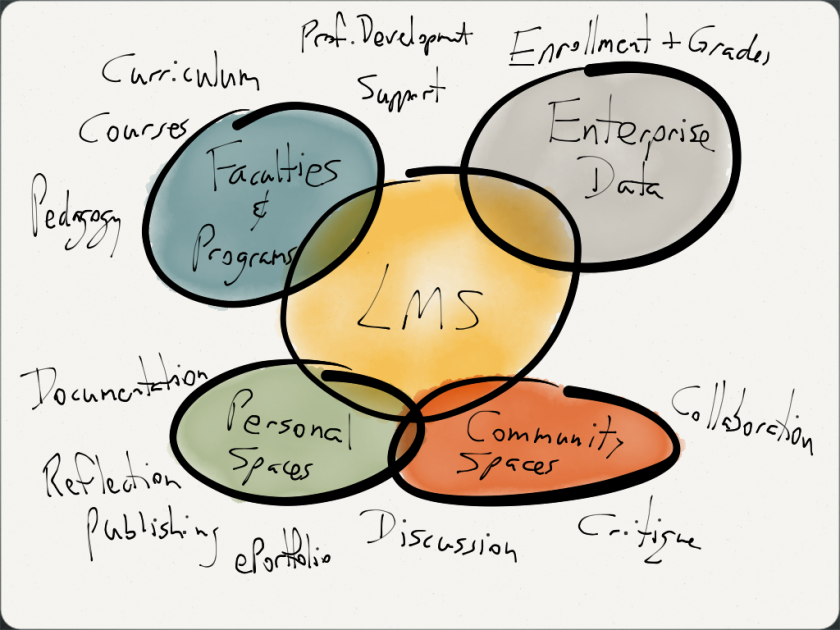 Prof. Development
Support
Enrollment + Grades
Curriculum
Courses
Pedagogy
Faculties
&
Programs
Enterprise
Data
LMS
Documentation
Personal
Spaces
Community
Spaces
Collaboration
Reflection
Publishing
ePortfolio
Discussion
Critique